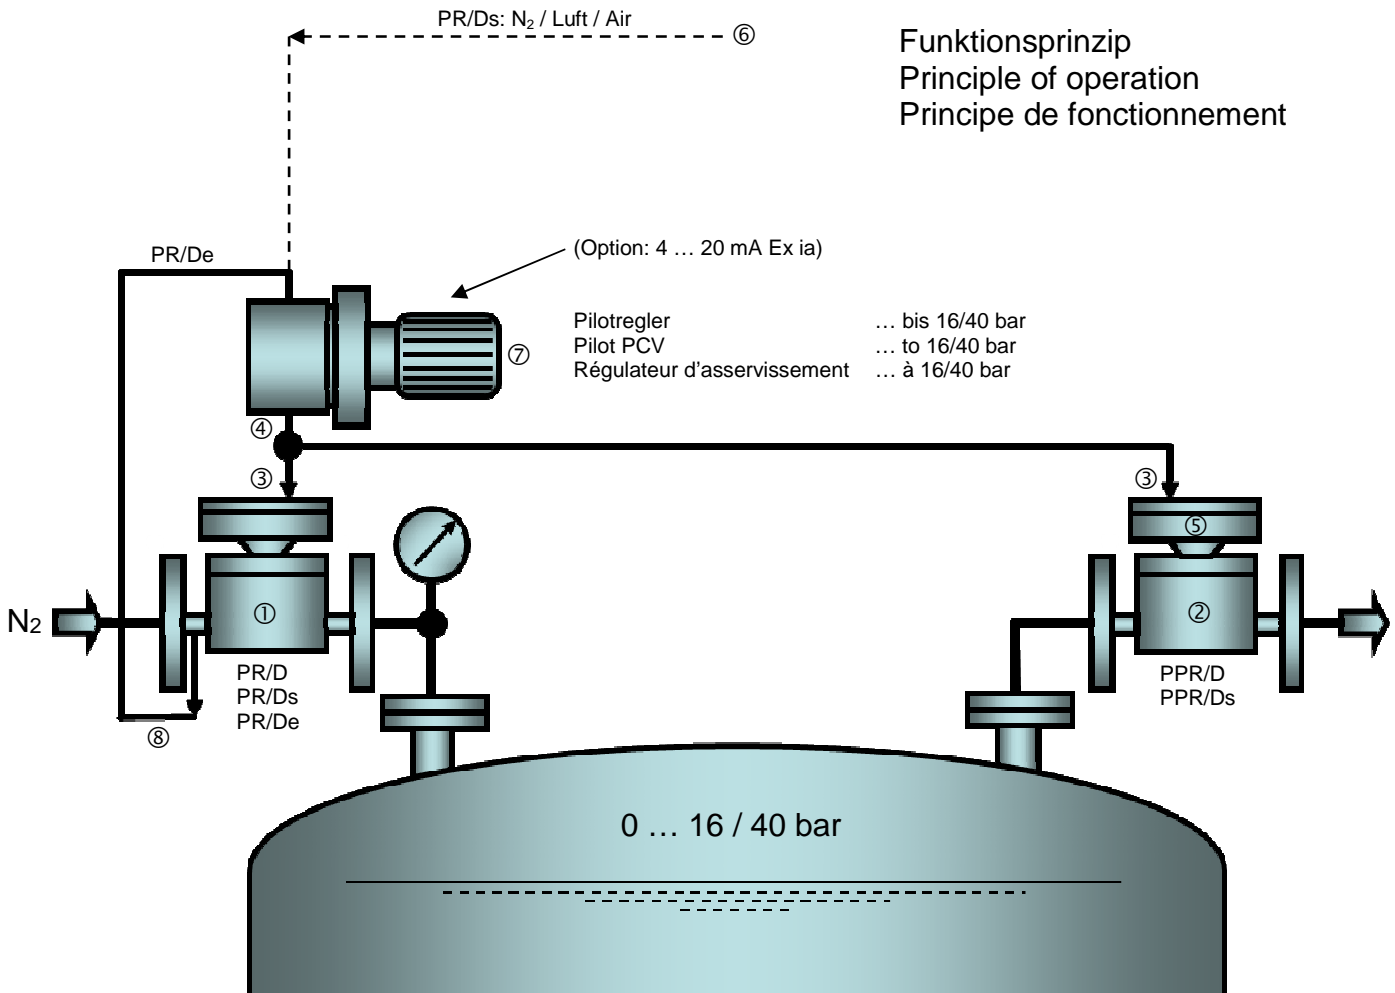 PR/Ds: N₂ / Luft / Air
⑥
Funktionsprinzip
Principle of operation
Principe de fonctionnement
PR/De
(Option: 4 … 20 mA Ex ia)
⑦
Pilotregler … bis 16/40 bar
Pilot PCV … to 16/40 bar
Régulateur d’asservissement … à 16/40 bar
④
③
③
⑤
N₂
①
②
PR/D
PR/Ds
PR/De
PPR/D
PPR/Ds
⑧
0 … 16 / 40 bar